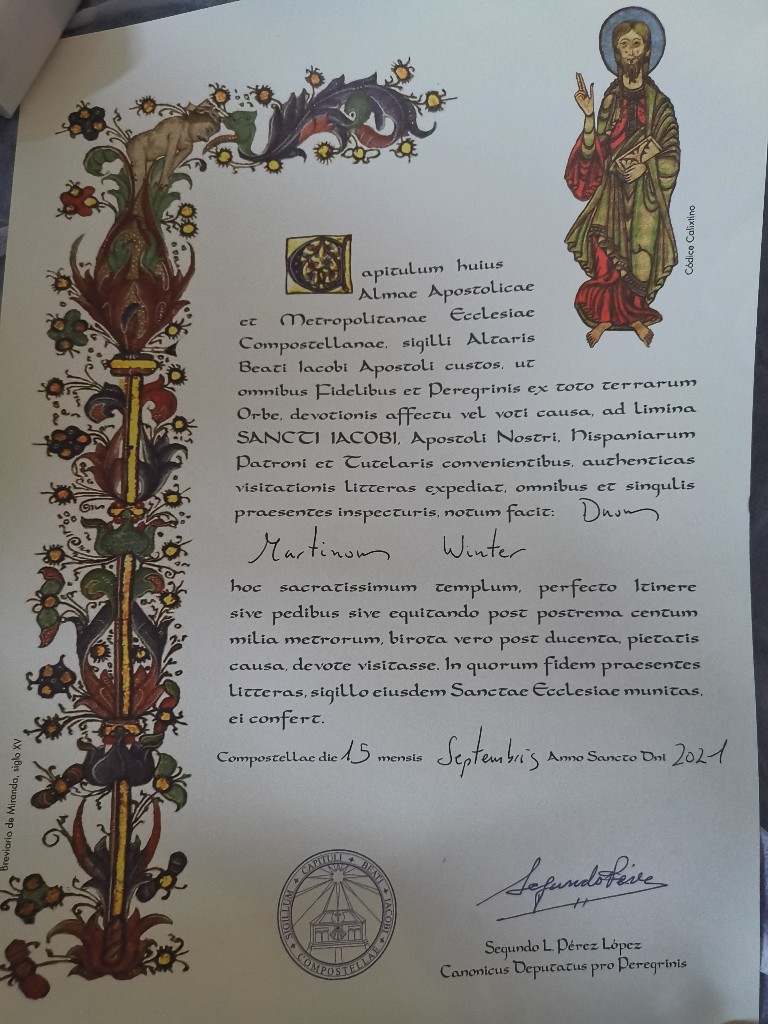 Códice Calixtino
Capitulum huius
Almae Apostolicae
et Metropolitanae Ecclesiae
Compostellanae, sigilli Altaris
Beati Iacobi Apostoli custos, ut
omnibus Fidelibus et Peregrinis ex toto terrarum
Orbe, devotionis affectu vel voti causa, ad limina
SANCTI IACOBI, Apostoli Nostri, Hispaniarum
Patroni et Tutelaris convenientibus, authenticas
visitationis litteras expediat, omnibus et singulis
praesentes inspecturis, notum facit: Dnum
Martinum Winter
hoc sacratissimum templum, perfecto Itinere
sive pedibus sive equitando post postrema centum
milia metrorum, birota vero post ducenta, pietatis
causa, devote visitasse. In quorum fidem praesentes
litteras, sigillo eiusdem Sanctae Ecclesiae munitas,
ei confert.
Compostellae die 15 mensis Septembris Anno Sancto Dni 2021
Breviario de Miranda, siglo XV
SIGILLUM CAPITULI BEATI IACOBI COMPOSTELLAE
Segundo Pérez
Segundo L. Pérez López
Canonicus Deputatus pro Peregrinis